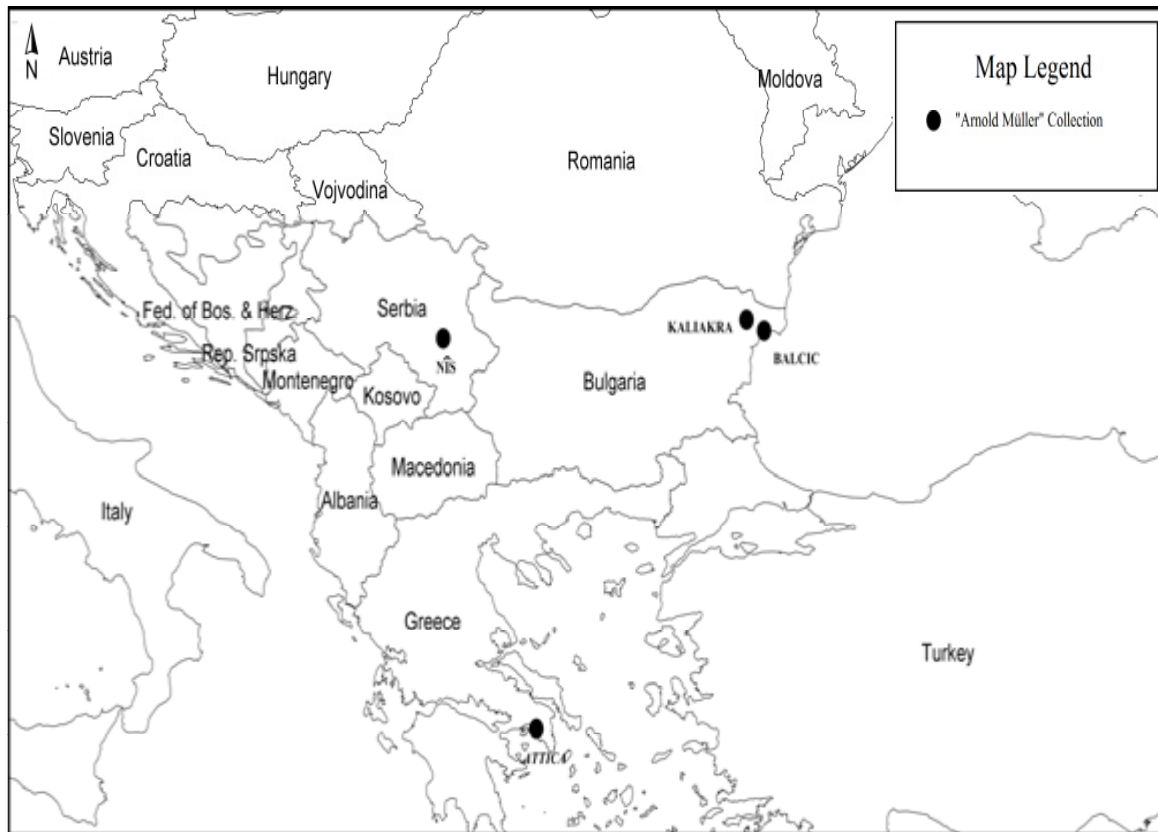 N
Austria
Hungary
Moldova
Map Legend
"Arnold Müller" Collection
Slovenia
Croatia
Vojvodina
Romania
Fed. of Bos. & Herz.
Serbia
KALIAKRA
BALCIC
Rep. Srpska
NÎS
Montenegro
Kosovo
Bulgaria
Macedonia
Albania
Italy
Greece
Turkey
ATTICA